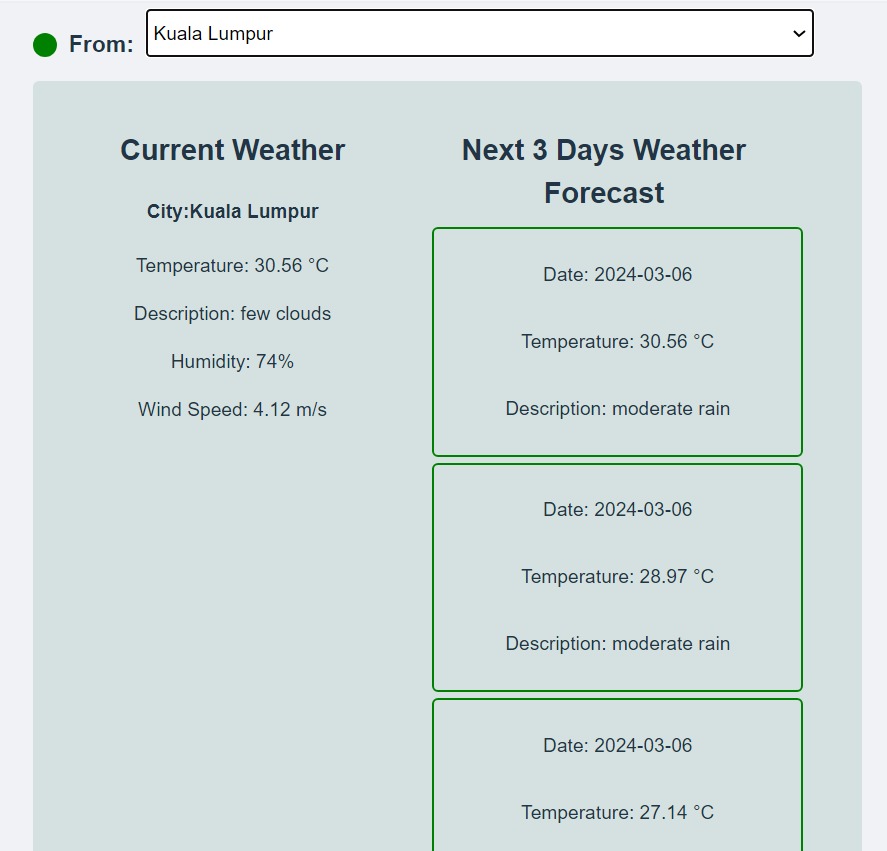 From:
Kuala Lumpur
Current Weather
City:Kuala Lumpur
Temperature: 30.56 °C
Description: few clouds
Humidity: 74%
Wind Speed: 4.12 m/s
Next 3 Days Weather
Forecast
Date: 2024-03-06
Temperature: 30.56 °C
Description: moderate rain
Date: 2024-03-06
Temperature: 28.97 °C
Description: moderate rain
Date: 2024-03-06
Temperature: 27.14 °C